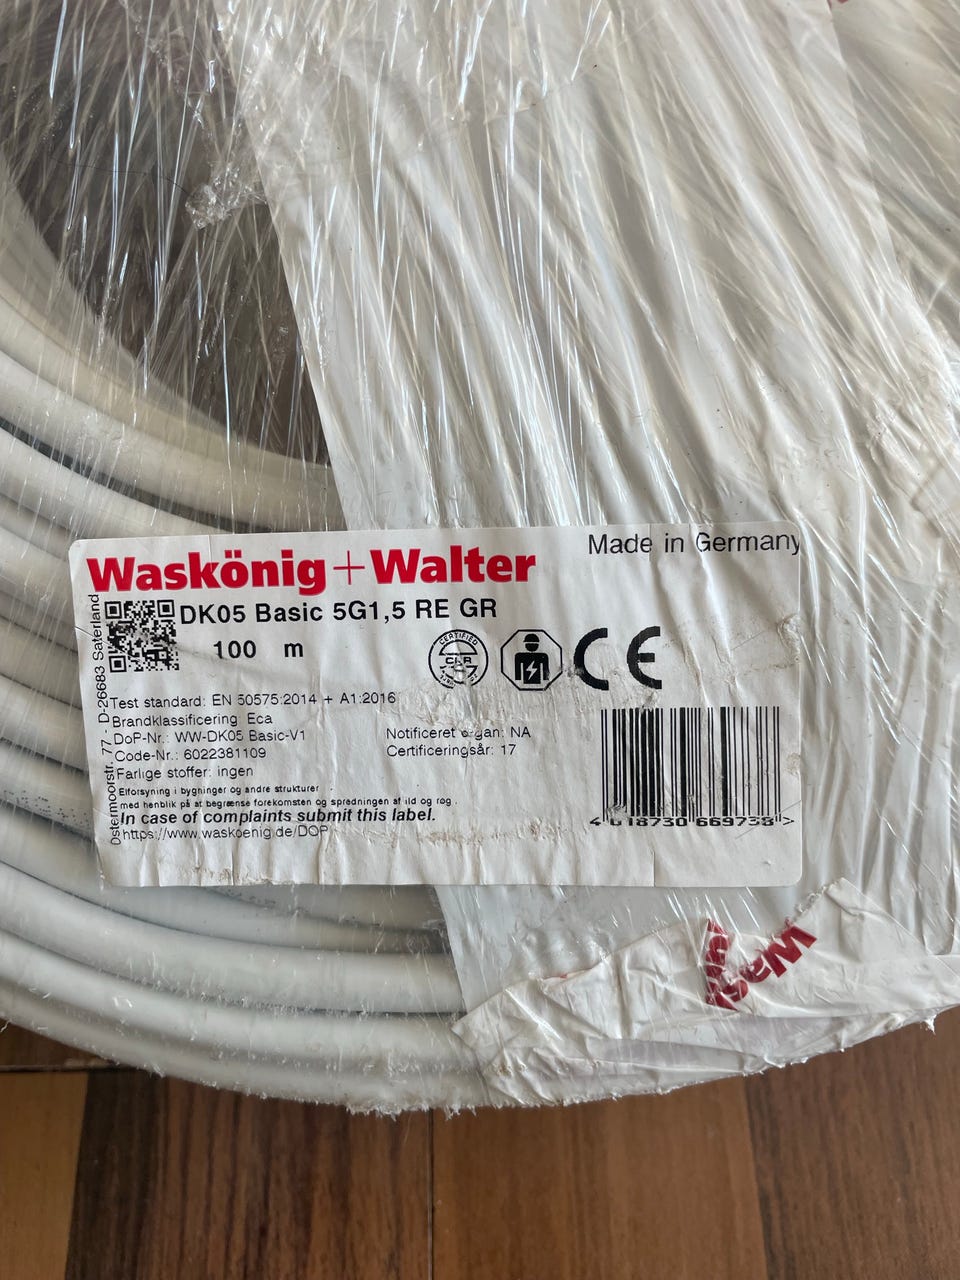 Made in Germany
Waskönig+Walter
DK05 Basic 5G1,5 RE GR
100 m
CERTIFIED
CPR
CE
Test standard: EN 50575:2014 + A1:2016
Brandklassificering Eca
DoP-Nr.: WW-DK05 Basic-V1
Notificeret organ: NA
Code-Nr.: 6022381109
Certificeringsår: 17
Farlige stoffer: ingen
Elforsyning i bygninger og andre strukturer
med henblik på at begrænse forekomsten og spredningen af ild og røg.
In case of complaints submit this label.
https://www.waskoenig.de/DOP
Ostermoorstr. 77 - D-26683 Saterland
4 018730 669738 >